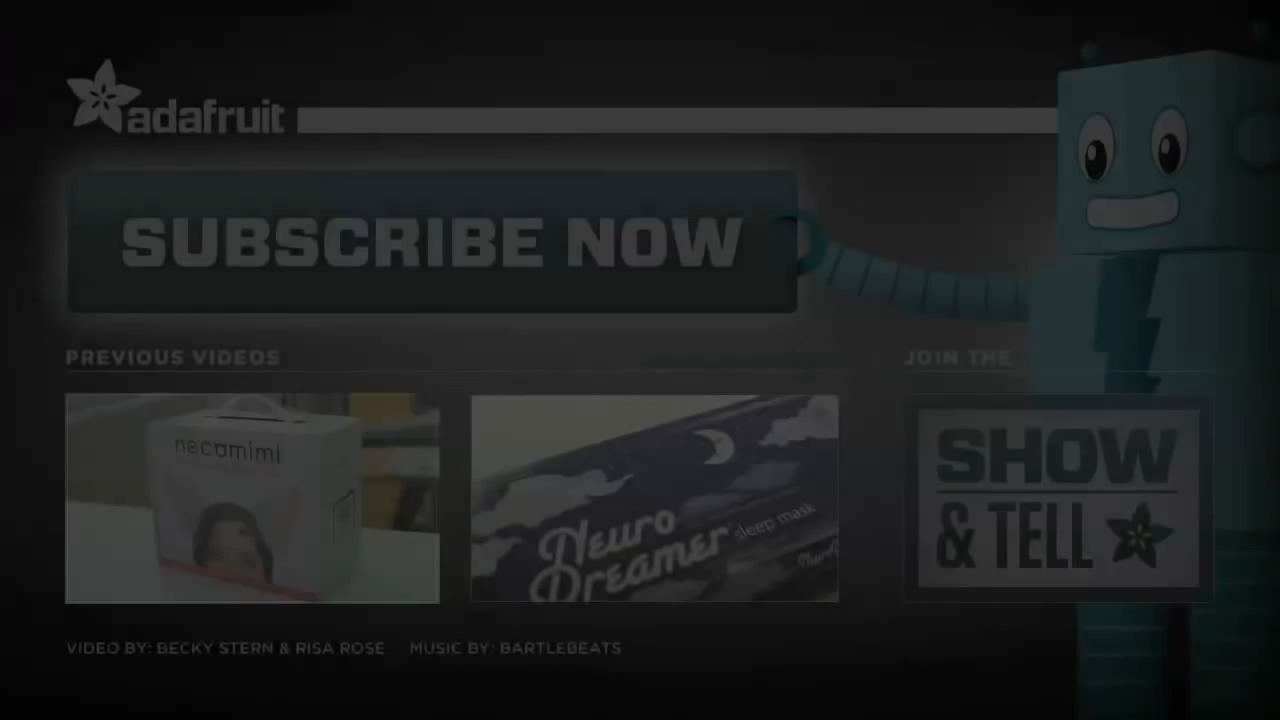 adafruit
SUBSCRIBE NOW
PREVIOUS VIDEOS
JOIN THE
necomimi
Neuro
Dreamer sleep mask
SHOW
& TELL
VIDEO BY: BECKY STERN & RISA ROSE MUSIC BY: BARTLEBEATS